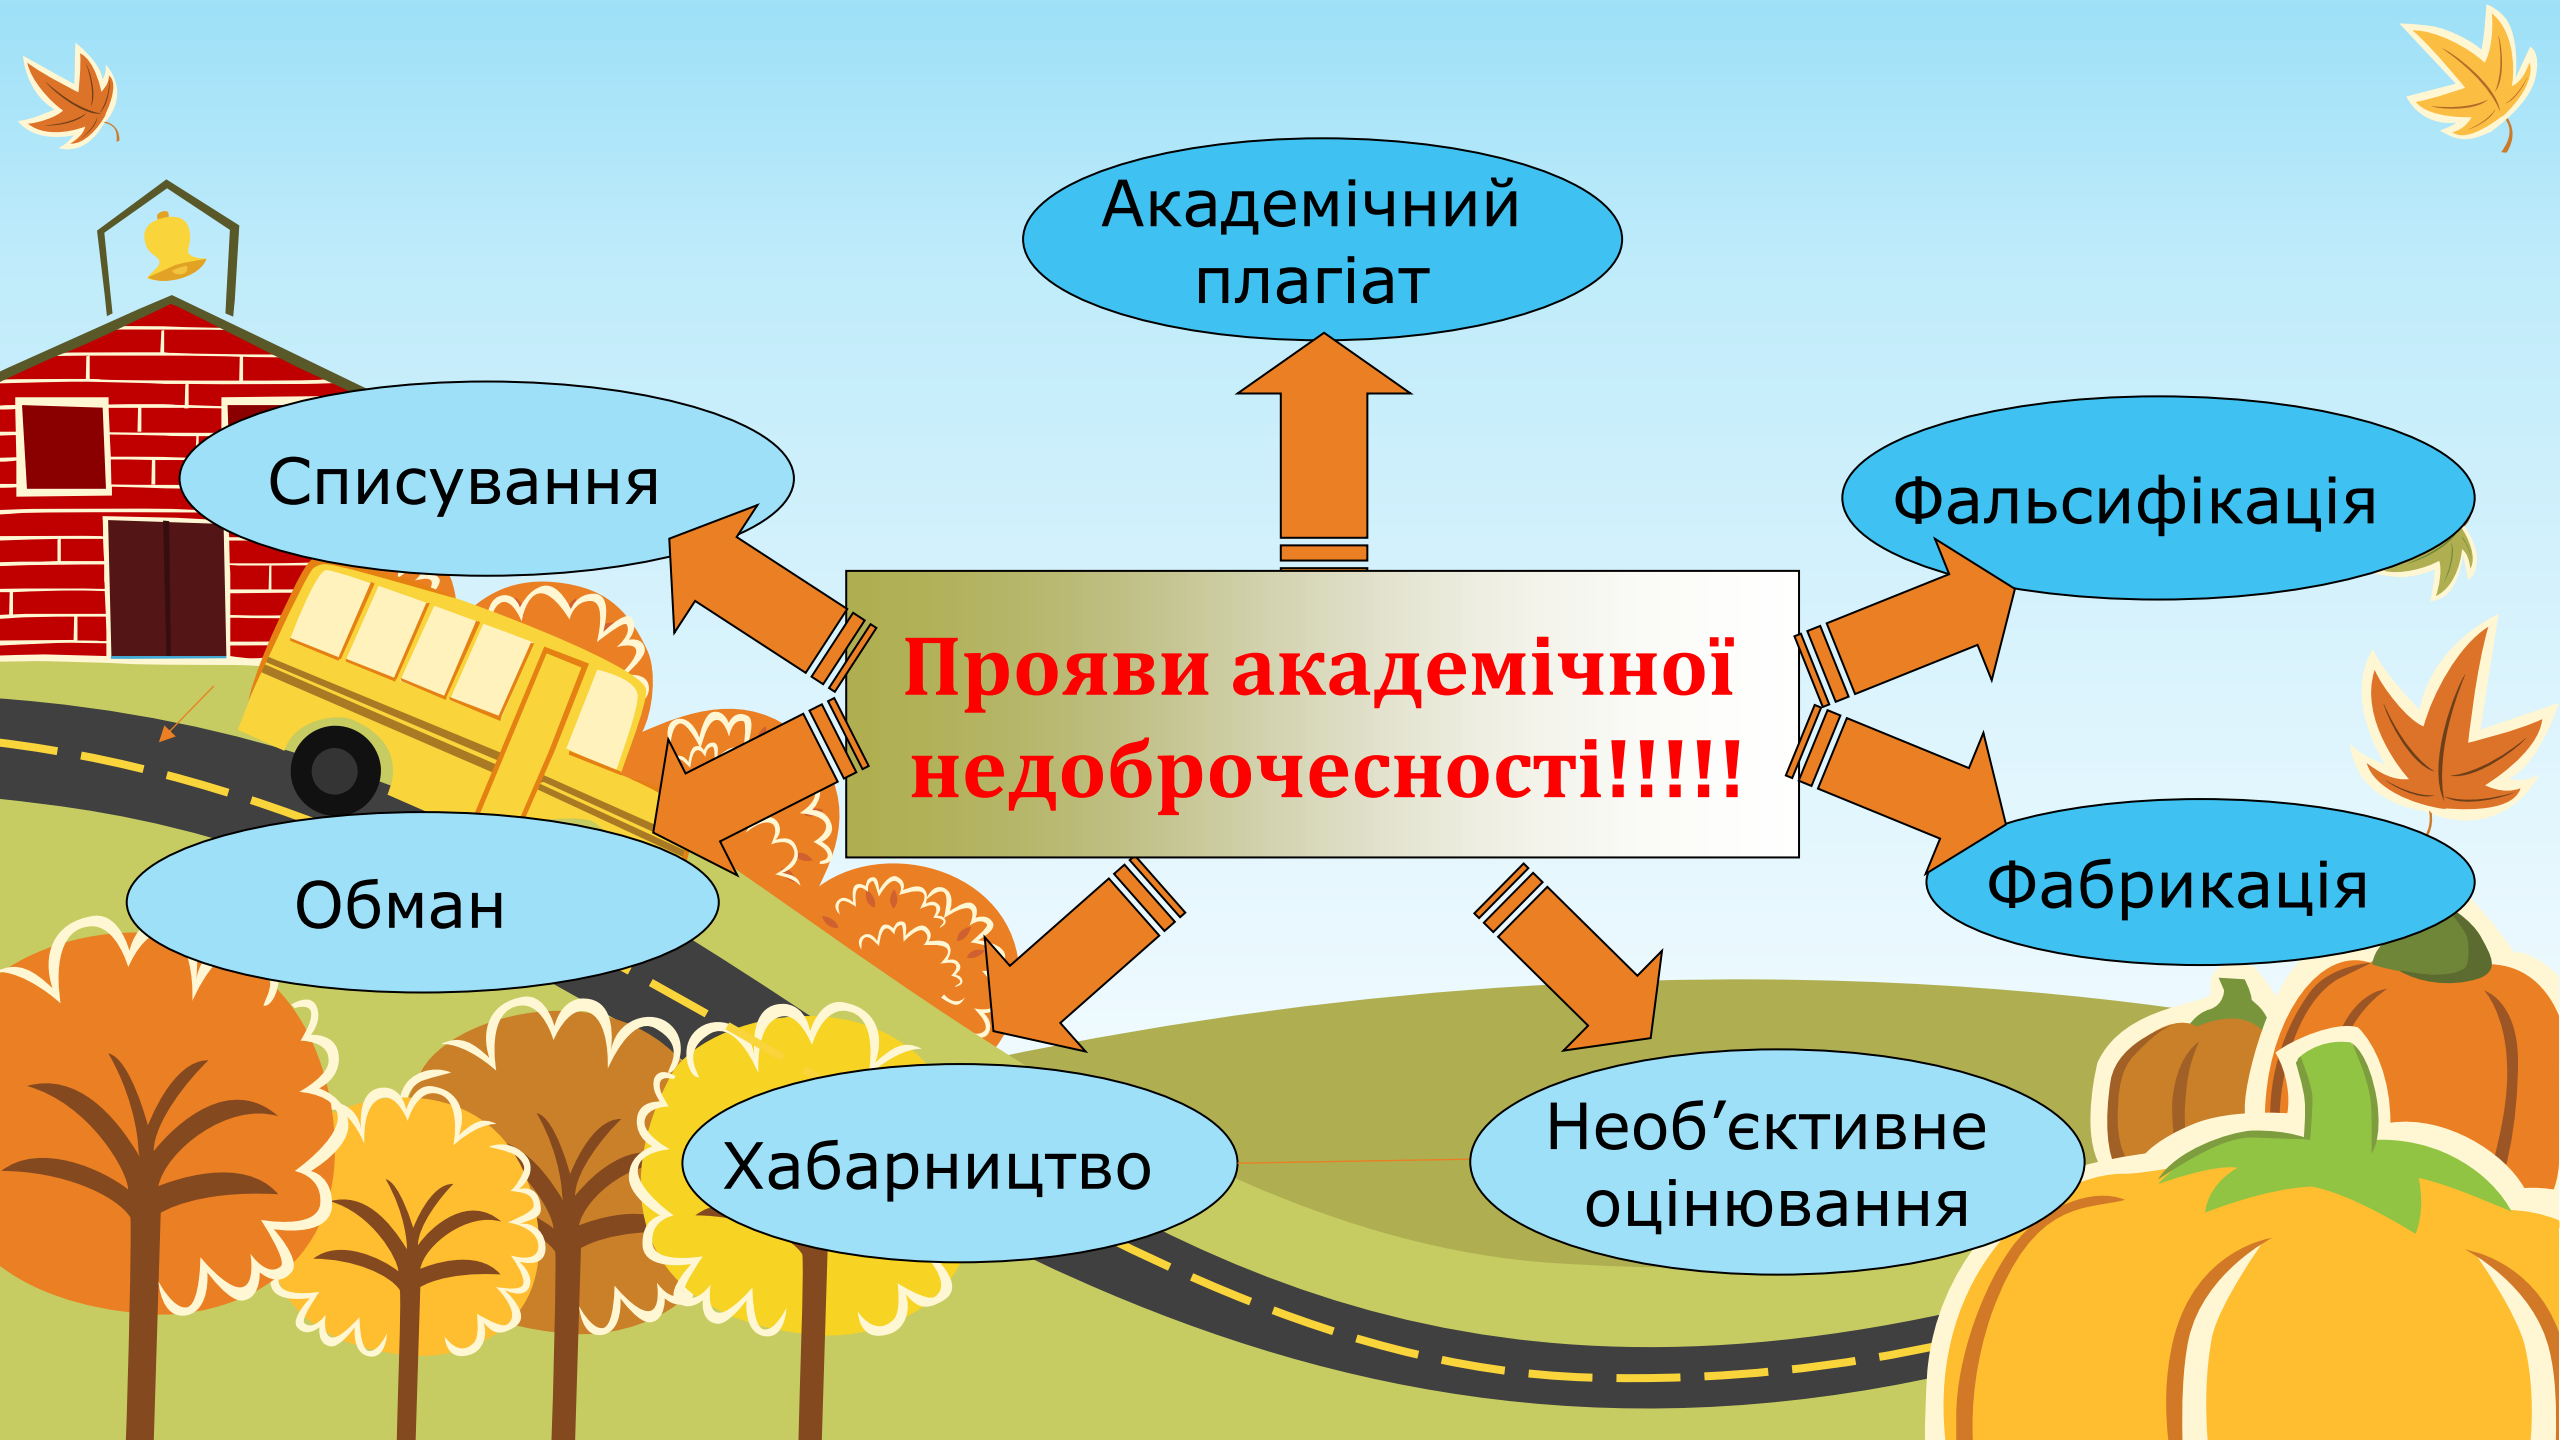 Академічний
плагіат
Списування
Фальсифікація
Прояви академічної
недоброчесності!!!!!
Обман
Фабрикація
Хабарництво
Необ’єктивне
оцінювання